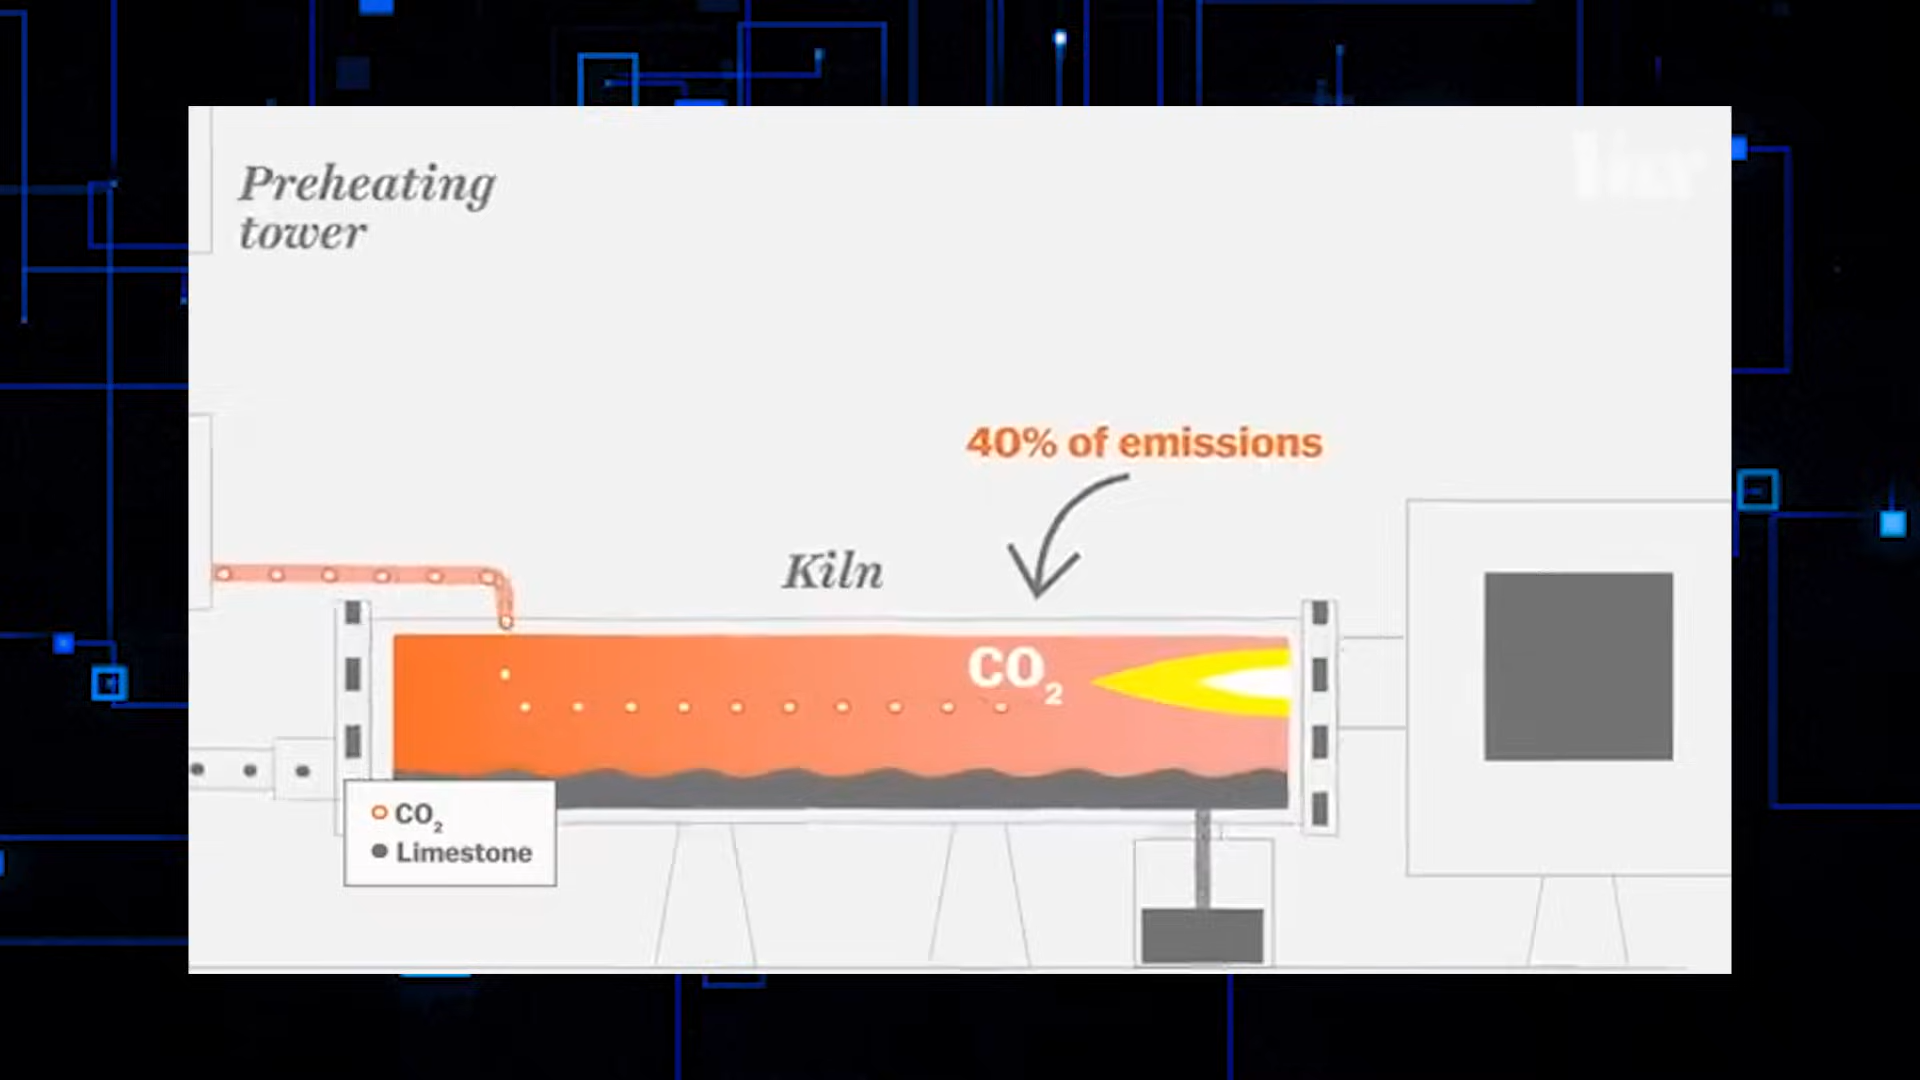 Preheating
tower
40% of emissions
Kiln
CO₂
CO₂
Limestone